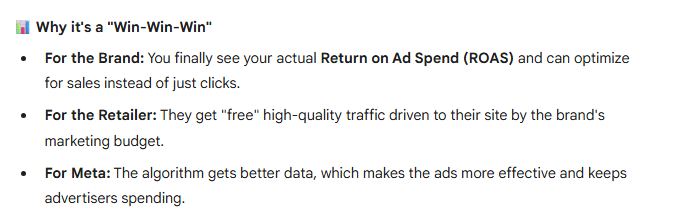 📊 Why it's a "Win-Win-Win"
• For the Brand: You finally see your actual Return on Ad Spend (ROAS) and can optimize
for sales instead of just clicks.
• For the Retailer: They get "free" high-quality traffic driven to their site by the brand's
marketing budget.
• For Meta: The algorithm gets better data, which makes the ads more effective and keeps
advertisers spending.